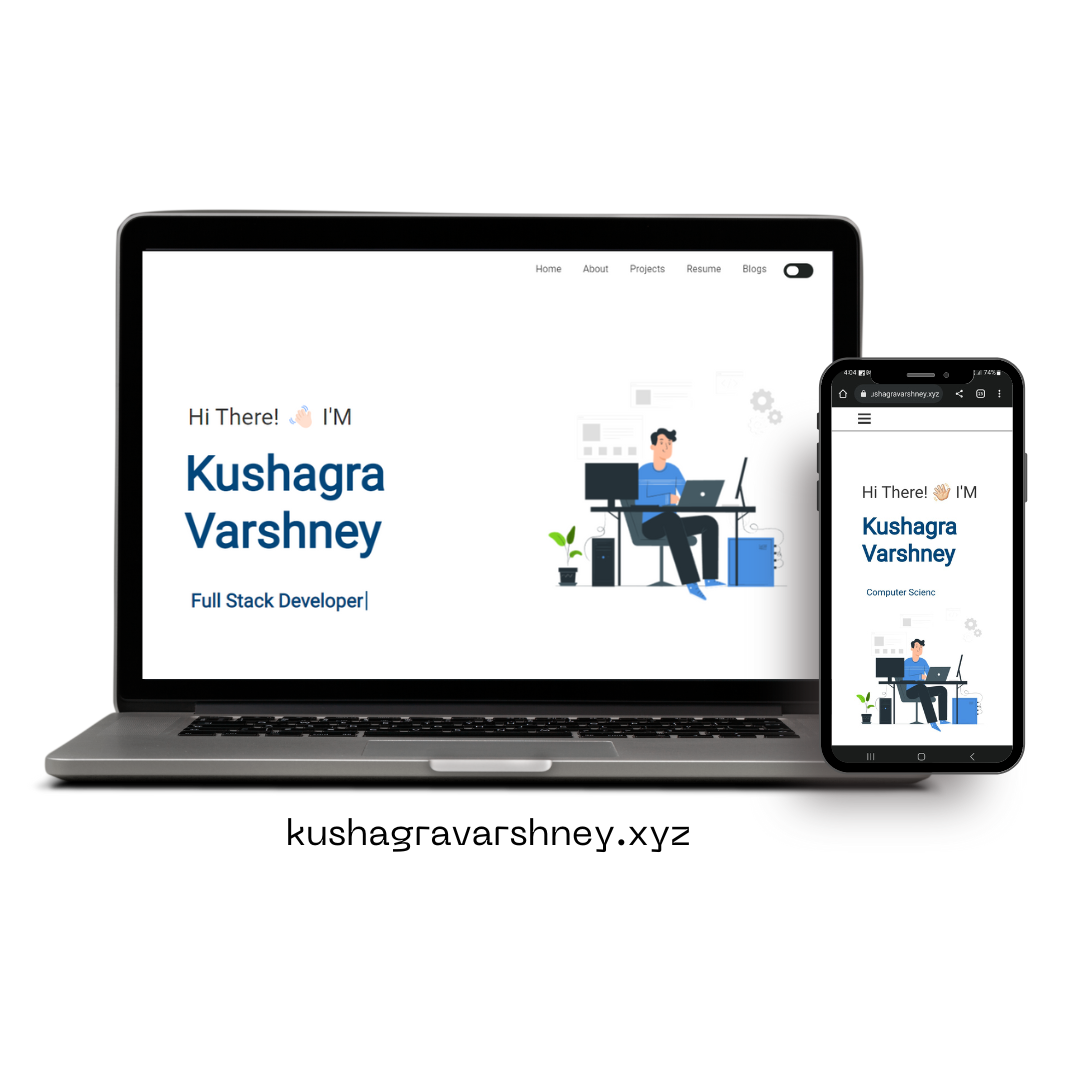 Home About Projects Resume Blogs
Hi There! 👋🏻 I'M
Kushagra
Varshney
Full Stack Developer|
4:04 74%
ushagravarshney.xyz
Hi There! 👋🏻 I'M
Kushagra
Varshney
Computer Scienc
kushagravarshney.xyz